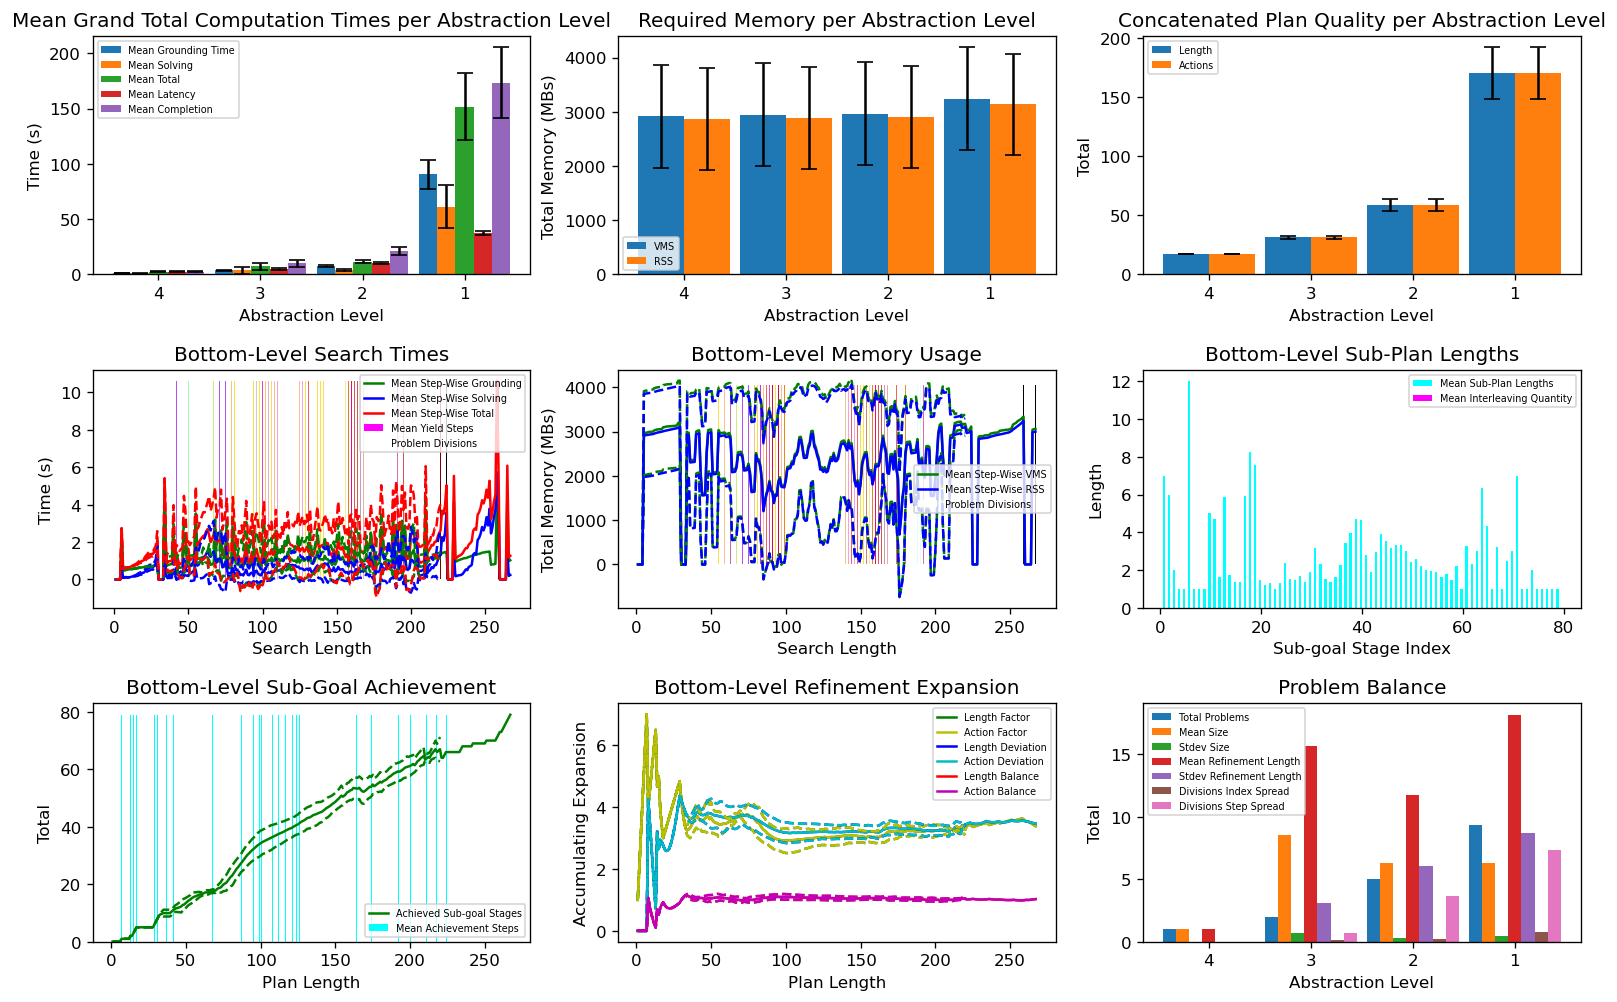 Mean Grand Total Computation Times per Abstraction Level
200
150
100
50
0
Time (s)
Mean Grounding Time
Mean Solving
Mean Total
Mean Latency
Mean Completion
4 3 2 1
Abstraction Level
Required Memory per Abstraction Level
4000
3000
2000
1000
0
Total Memory (MBs)
VMS
RSS
4 3 2 1
Abstraction Level
Concatenated Plan Quality per Abstraction Level
200
150
100
50
0
Total
Length
Actions
4 3 2 1
Abstraction Level
Bottom-Level Search Times
10
8
6
4
2
0
Time (s)
Mean Step-Wise Grounding
Mean Step-Wise Solving
Mean Step-Wise Total
Mean Yield Steps
Problem Divisions
0 50 100 150 200 250
Search Length
Bottom-Level Memory Usage
4000
3000
2000
1000
0
Total Memory (MBs)
Mean Step-Wise VMS
Mean Step-Wise RSS
Problem Divisions
0 50 100 150 200 250
Search Length
Bottom-Level Sub-Plan Lengths
12
10
8
6
4
2
0
Length
Mean Sub-Plan Lengths
Mean Interleaving Quantity
0 20 40 60 80
Sub-goal Stage Index
Bottom-Level Sub-Goal Achievement
80
60
40
20
0
Total
Achieved Sub-goal Stages
Mean Achievement Steps
0 50 100 150 200 250
Plan Length
Bottom-Level Refinement Expansion
6
4
2
0
Accumulating Expansion
Length Factor
Action Factor
Length Deviation
Action Deviation
Length Balance
Action Balance
0 50 100 150 200 250
Plan Length
Problem Balance
15
10
5
0
Total
Total Problems
Mean Size
Stdev Size
Mean Refinement Length
Stdev Refinement Length
Divisions Index Spread
Divisions Step Spread
4 3 2 1
Abstraction Level